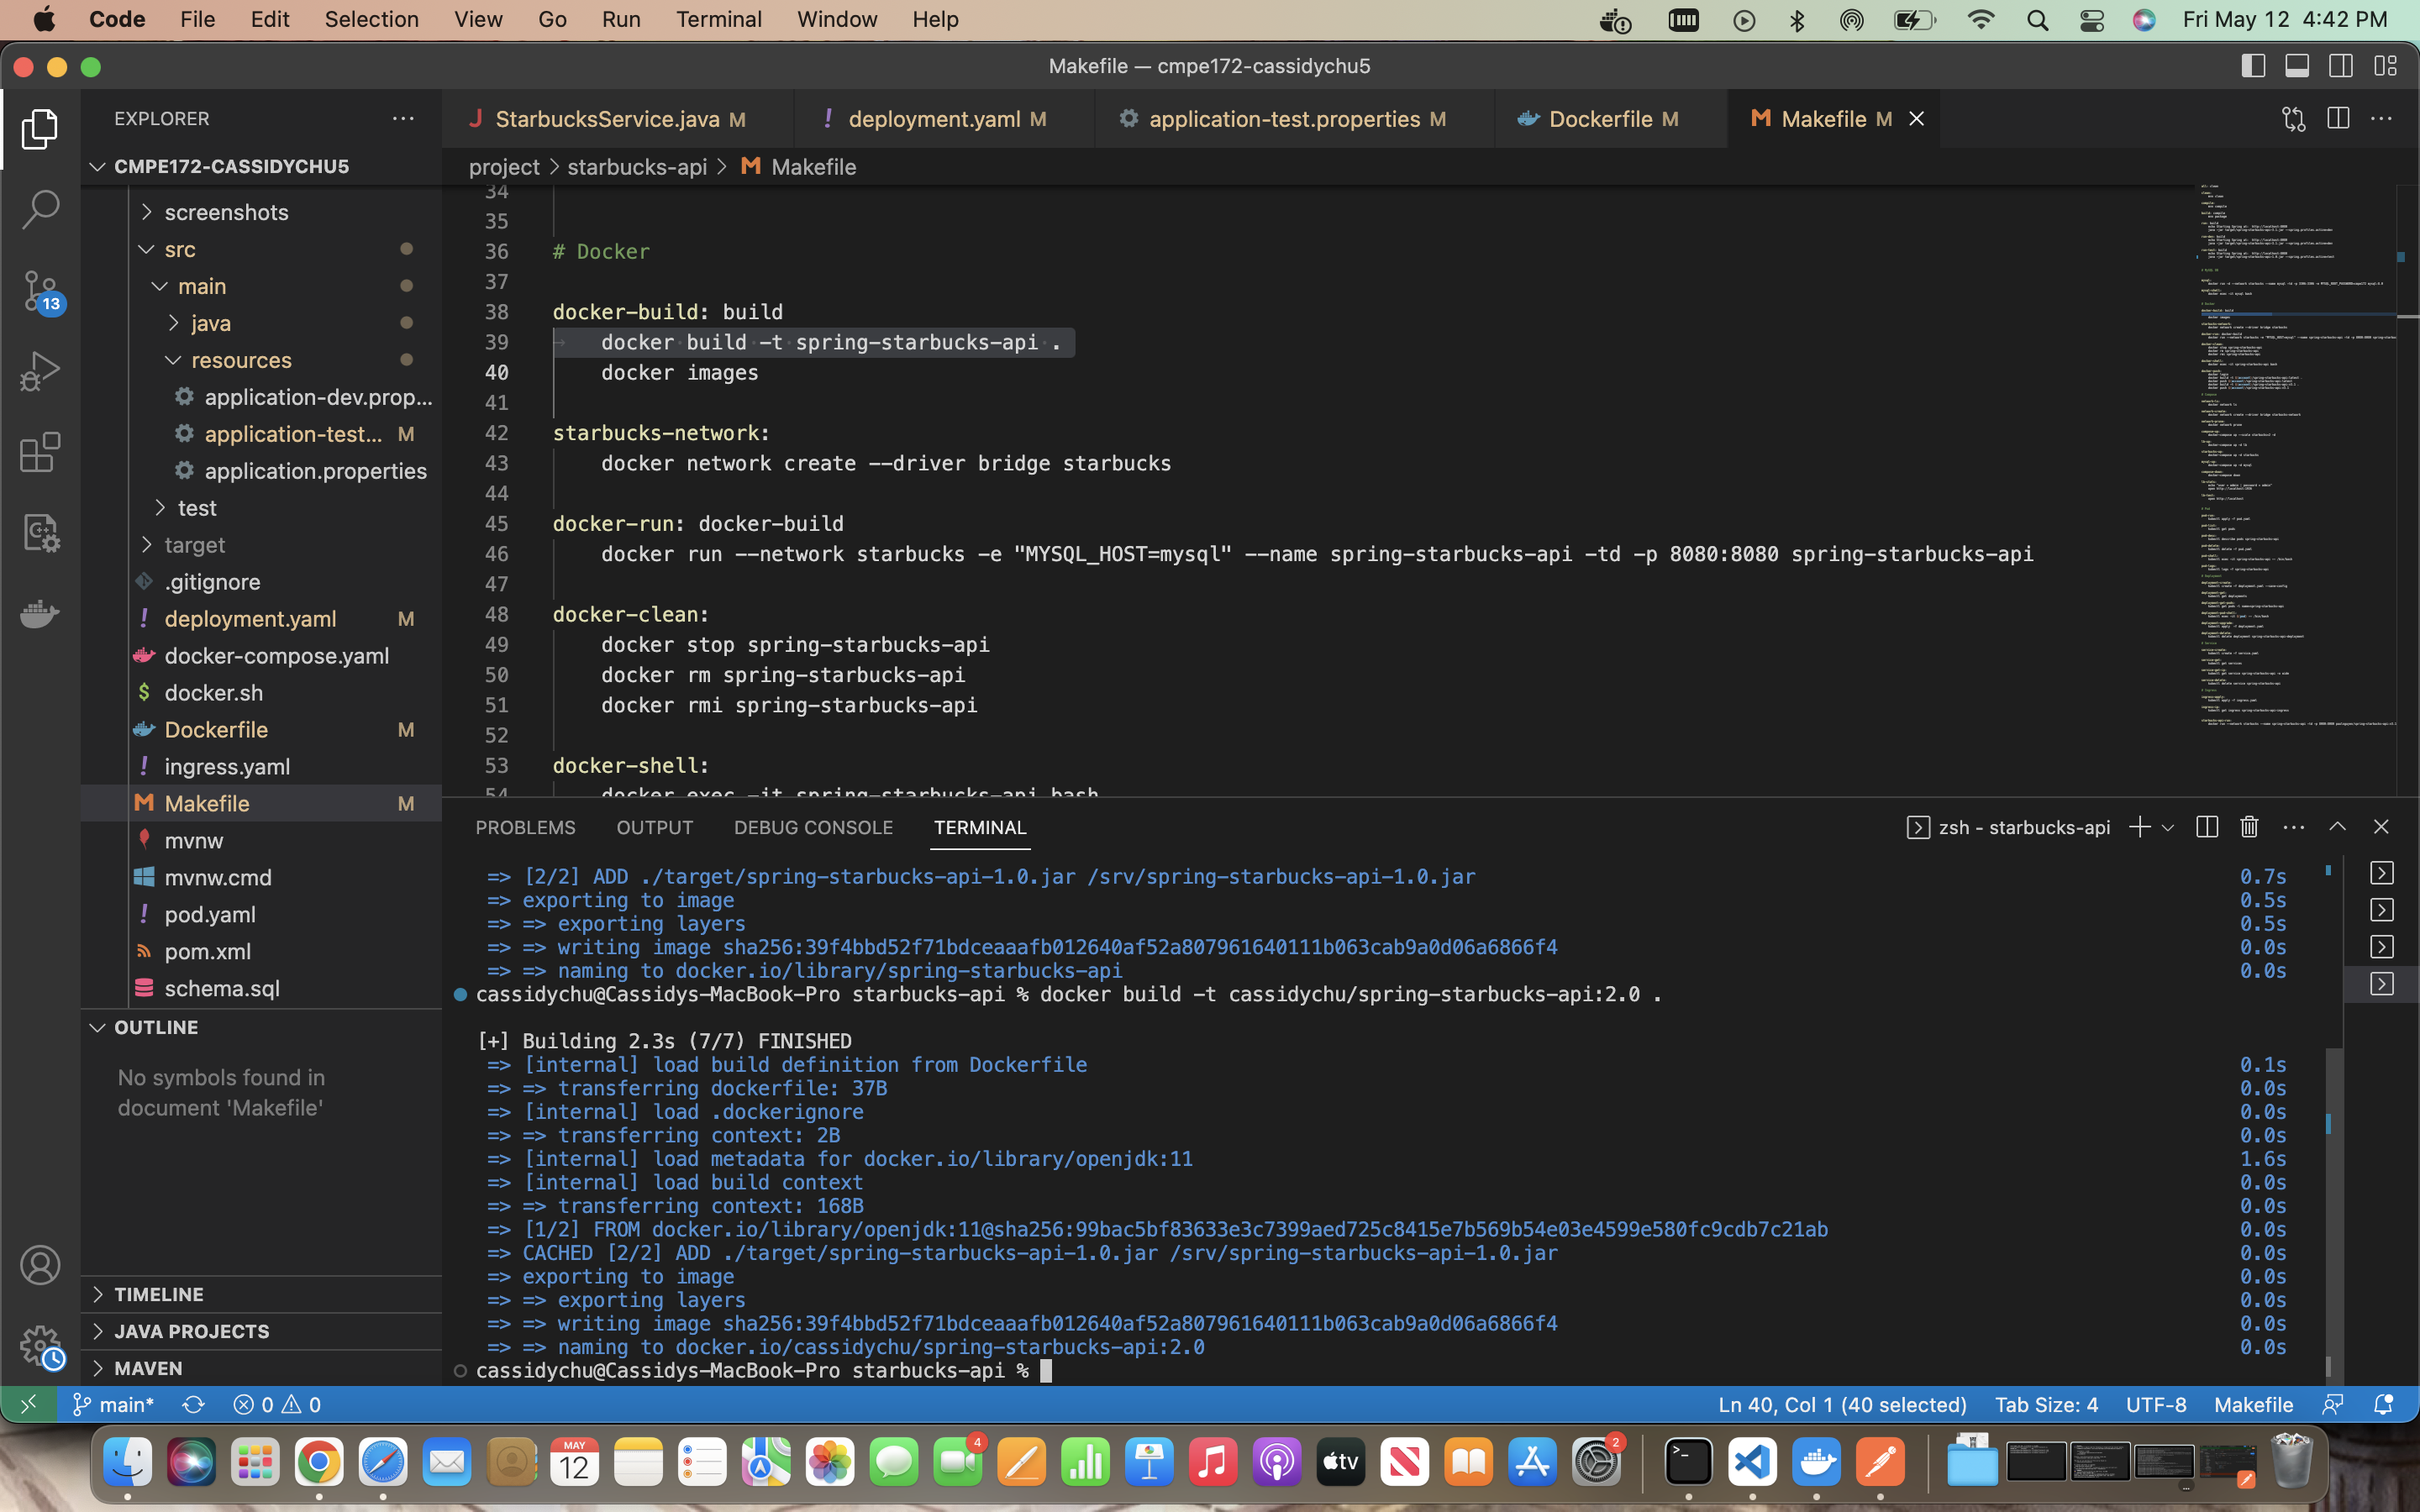 Code File Edit Selection View Go Run Terminal Window Help Fri May 12 4:42 PM
Makefile — cmpe172-cassidychu5
EXPLORER
StarbucksService.java M deployment.yaml M application-test.properties M Dockerfile M Makefile M
CMPE172-CASSIDYCHU5
project > starbucks-api > Makefile
screenshots
src
main
java
resources
application-dev.prop...
application-test... M
application.properties
test
target
.gitignore
deployment.yaml M
docker-compose.yaml
docker.sh
Dockerfile M
ingress.yaml
Makefile M
mvnw
mvnw.cmd
pod.yaml
pom.xml
schema.sql
OUTLINE
No symbols found in
document 'Makefile'
TIMELINE
JAVA PROJECTS
MAVEN
13
34
35
36 # Docker
37
38 docker-build: build
39 docker build -t spring-starbucks-api .
40 docker images
41
42 starbucks-network:
43 docker network create --driver bridge starbucks
44
45 docker-run: docker-build
46 docker run --network starbucks -e "MYSQL_HOST=mysql" --name spring-starbucks-api -td -p 8080:8080 spring-starbucks-api
47
48 docker-clean:
49 docker stop spring-starbucks-api
50 docker rm spring-starbucks-api
51 docker rmi spring-starbucks-api
52
53 docker-shell:
54 docker exec -it spring-starbucks-api bash
PROBLEMS OUTPUT DEBUG CONSOLE TERMINAL zsh - starbucks-api
=> [2/2] ADD ./target/spring-starbucks-api-1.0.jar /srv/spring-starbucks-api-1.0.jar 0.7s
=> exporting to image 0.5s
=> => exporting layers 0.5s
=> => writing image sha256:39f4bbd52f71bdceaaafb012640af52a807961640111b063cab9a0d06a6866f4 0.0s
=> => naming to docker.io/library/spring-starbucks-api 0.0s
cassidychu@Cassidys-MacBook-Pro starbucks-api % docker build -t cassidychu/spring-starbucks-api:2.0 .
[+] Building 2.3s (7/7) FINISHED
=> [internal] load build definition from Dockerfile 0.1s
=> => transferring dockerfile: 37B 0.0s
=> [internal] load .dockerignore 0.0s
=> => transferring context: 2B 0.0s
=> [internal] load metadata for docker.io/library/openjdk:11 1.6s
=> [internal] load build context 0.0s
=> => transferring context: 168B 0.0s
=> [1/2] FROM docker.io/library/openjdk:11@sha256:99bac5bf83633e3c7399aed725c8415e7b569b54e03e4599e580fc9cdb7c21ab 0.0s
=> CACHED [2/2] ADD ./target/spring-starbucks-api-1.0.jar /srv/spring-starbucks-api-1.0.jar 0.0s
=> exporting to image 0.0s
=> => exporting layers 0.0s
=> => writing image sha256:39f4bbd52f71bdceaaafb012640af52a807961640111b063cab9a0d06a6866f4 0.0s
=> => naming to docker.io/cassidychu/spring-starbucks-api:2.0 0.0s
cassidychu@Cassidys-MacBook-Pro starbucks-api %
main* 0 0 Ln 40, Col 1 (40 selected) Tab Size: 4 UTF-8 Makefile
MAY
12
4
tv
2